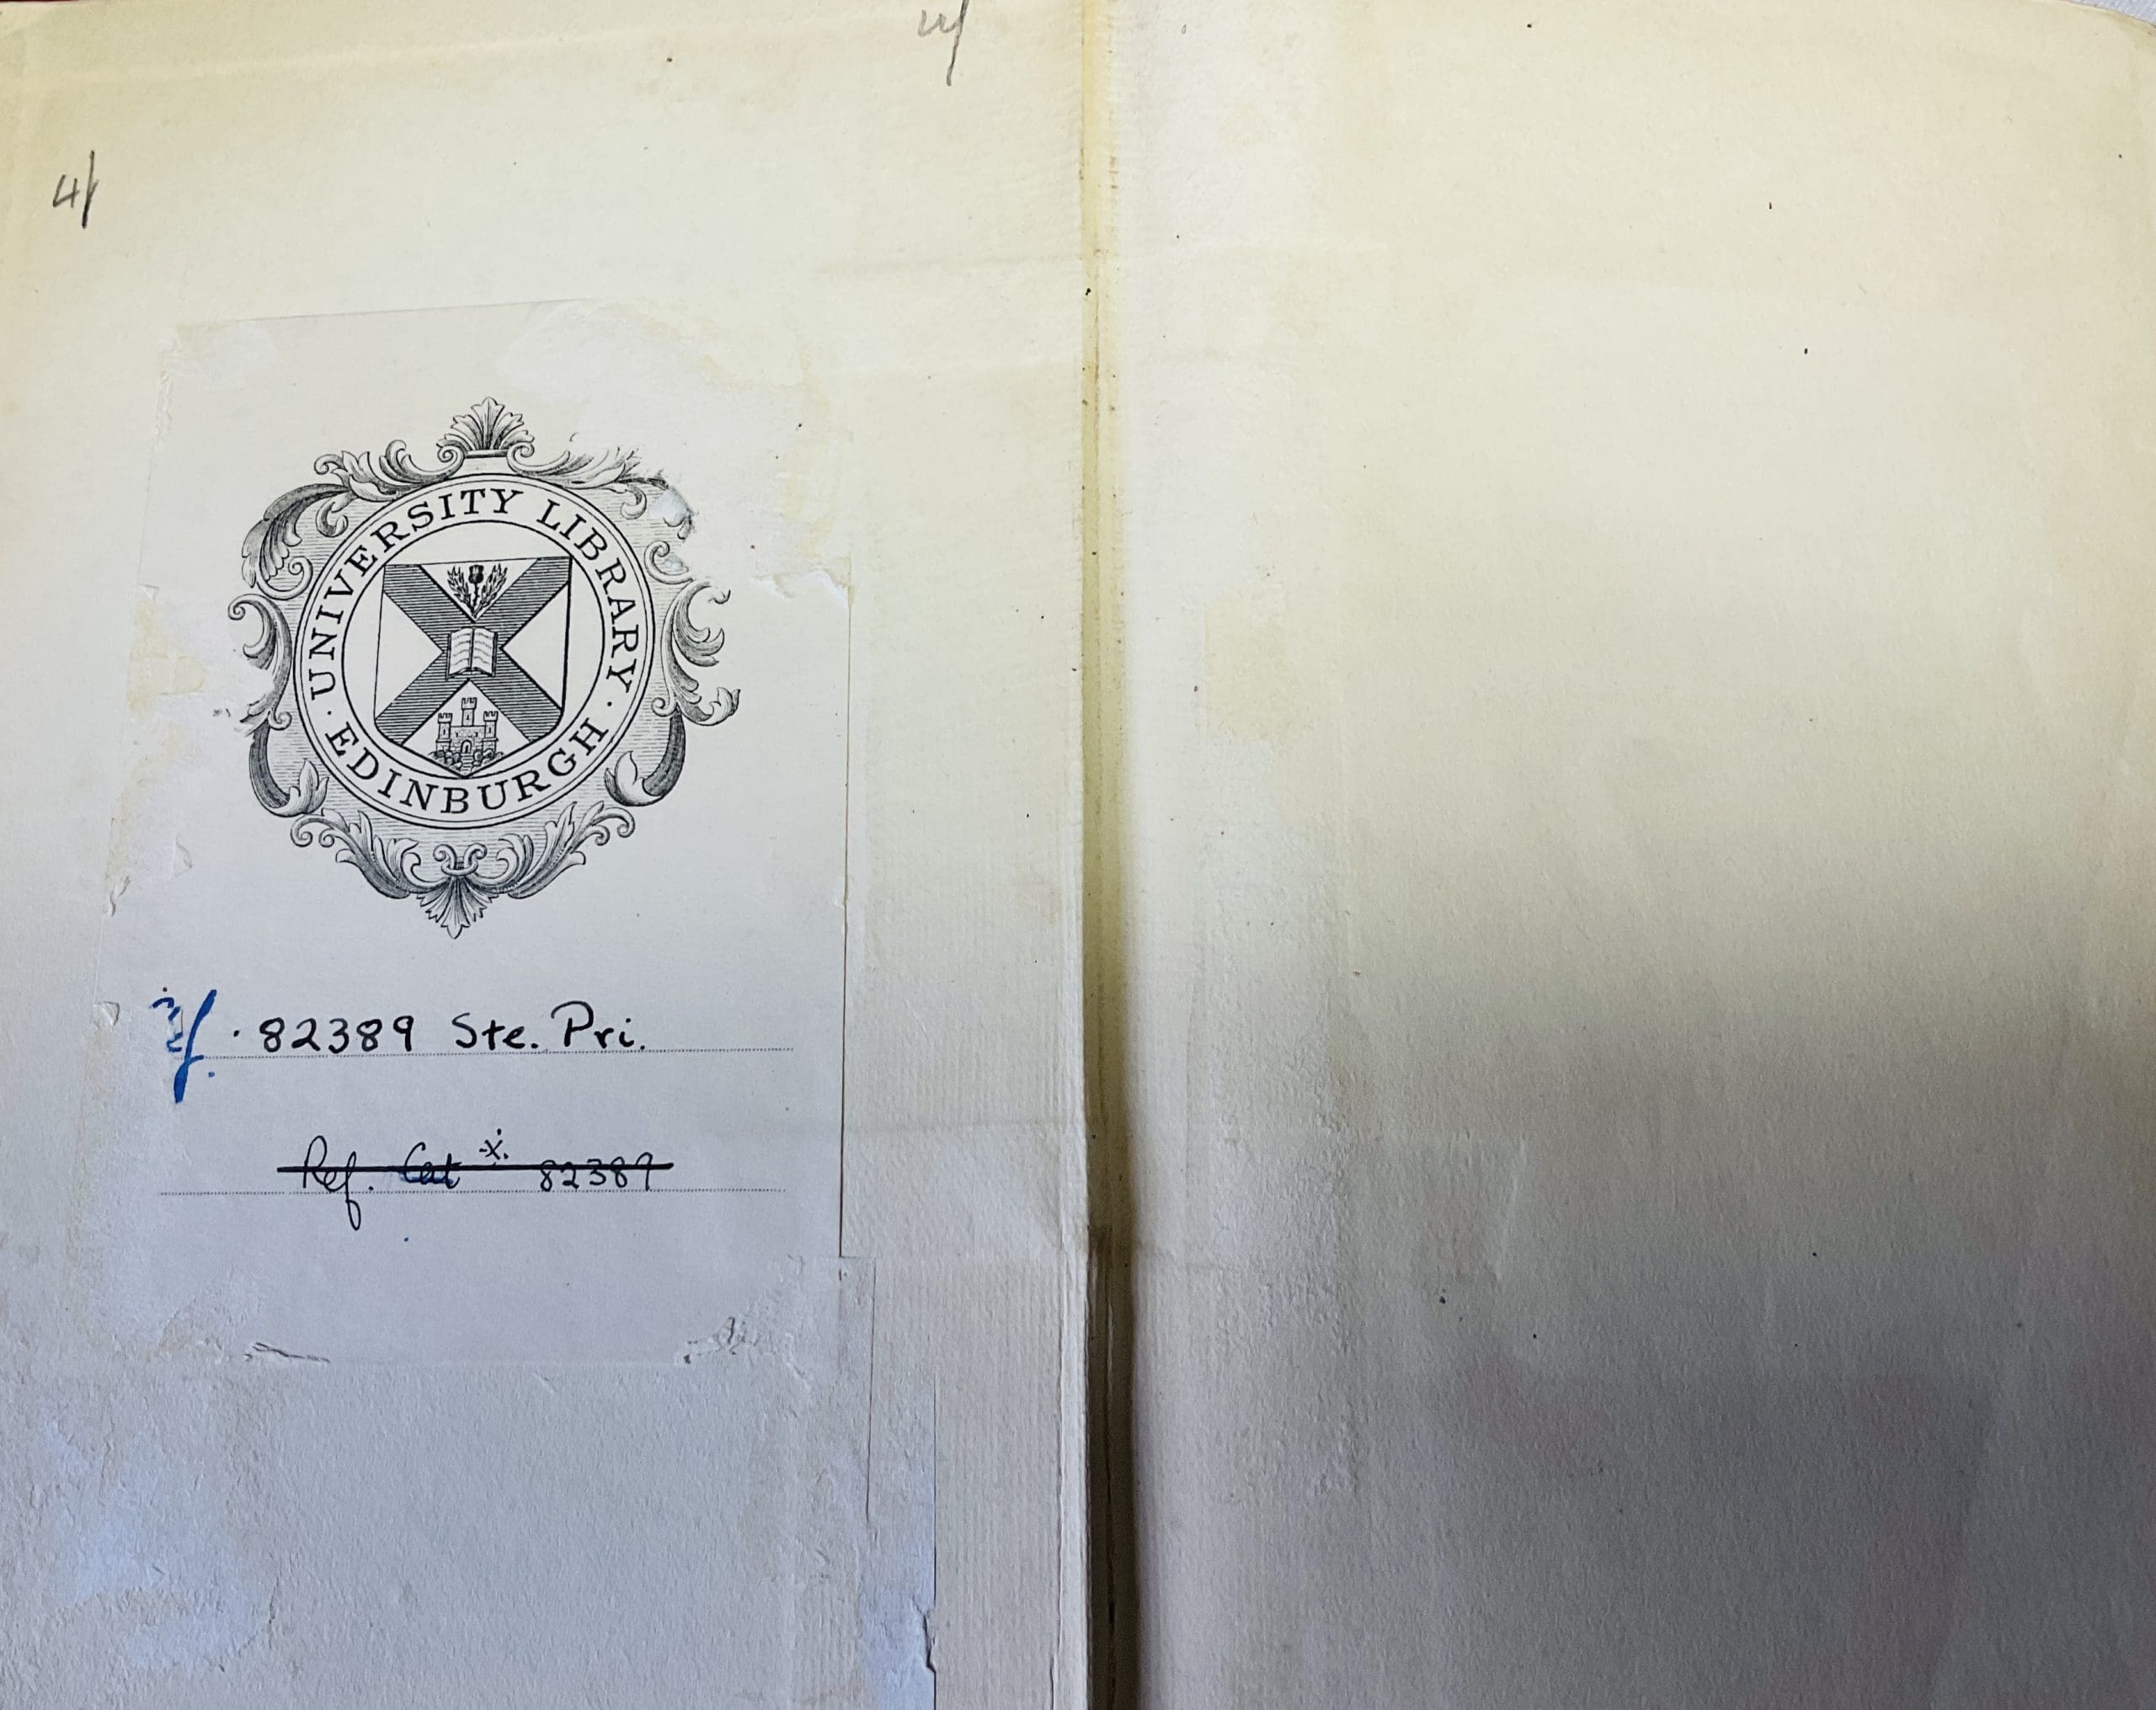 4/
UNIVERSITY LIBRARY
· EDINBURGH ·
.82389 Ste. Pri.
Ref. Cat x. 82389